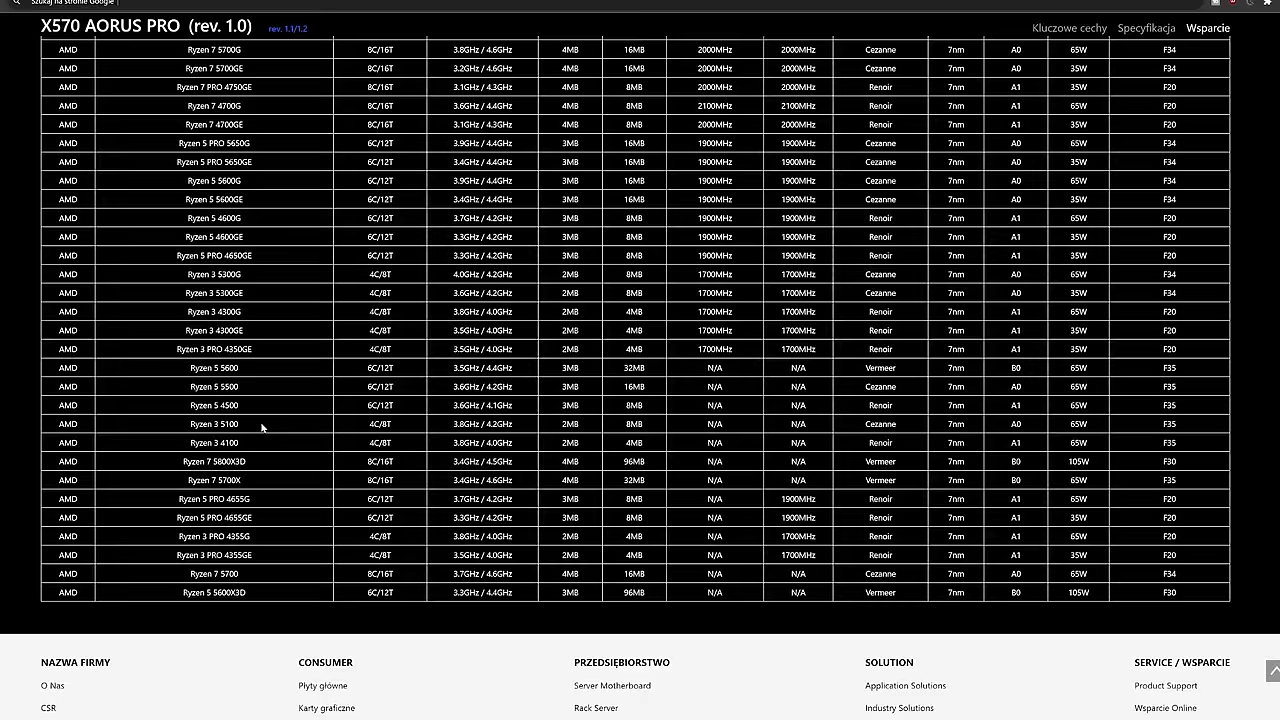 Szukaj na stronie Google
X570 AORUS PRO (rev. 1.0) rev. 1.1/1.2 Kluczowe cechy Specyfikacja Wsparcie
AMD Ryzen 7 5700G 8C/16T 3.8GHz / 4.6GHz 4MB 16MB 2000MHz 2000MHz Cezanne 7nm A0 65W F34
AMD Ryzen 7 5700GE 8C/16T 3.2GHz / 4.6GHz 4MB 16MB 2000MHz 2000MHz Cezanne 7nm A0 35W F34
AMD Ryzen 7 PRO 4750GE 8C/16T 3.1GHz / 4.3GHz 4MB 8MB 2000MHz 2000MHz Renoir 7nm A1 35W F20
AMD Ryzen 7 4700G 8C/16T 3.6GHz / 4.4GHz 4MB 8MB 2100MHz 2100MHz Renoir 7nm A1 65W F20
AMD Ryzen 7 4700GE 8C/16T 3.1GHz / 4.3GHz 4MB 8MB 2000MHz 2000MHz Renoir 7nm A1 35W F20
AMD Ryzen 5 PRO 5650G 6C/12T 3.9GHz / 4.4GHz 3MB 16MB 1900MHz 1900MHz Cezanne 7nm A0 65W F34
AMD Ryzen 5 PRO 5650GE 6C/12T 3.4GHz / 4.4GHz 3MB 16MB 1900MHz 1900MHz Cezanne 7nm A0 35W F34
AMD Ryzen 5 5600G 6C/12T 3.9GHz / 4.4GHz 3MB 16MB 1900MHz 1900MHz Cezanne 7nm A0 65W F34
AMD Ryzen 5 5600GE 6C/12T 3.4GHz / 4.4GHz 3MB 16MB 1900MHz 1900MHz Cezanne 7nm A0 35W F34
AMD Ryzen 5 4600G 6C/12T 3.7GHz / 4.2GHz 3MB 8MB 1900MHz 1900MHz Renoir 7nm A1 65W F20
AMD Ryzen 5 4600GE 6C/12T 3.3GHz / 4.2GHz 3MB 8MB 1900MHz 1900MHz Renoir 7nm A1 35W F20
AMD Ryzen 5 PRO 4650GE 6C/12T 3.3GHz / 4.2GHz 3MB 8MB 1900MHz 1900MHz Renoir 7nm A1 35W F20
AMD Ryzen 3 5300G 4C/8T 4.0GHz / 4.2GHz 2MB 8MB 1700MHz 1700MHz Cezanne 7nm A0 65W F34
AMD Ryzen 3 5300GE 4C/8T 3.6GHz / 4.2GHz 2MB 8MB 1700MHz 1700MHz Cezanne 7nm A0 35W F34
AMD Ryzen 3 4300G 4C/8T 3.8GHz / 4.0GHz 2MB 4MB 1700MHz 1700MHz Renoir 7nm A1 65W F20
AMD Ryzen 3 4300GE 4C/8T 3.5GHz / 4.0GHz 2MB 4MB 1700MHz 1700MHz Renoir 7nm A1 35W F20
AMD Ryzen 3 PRO 4350GE 4C/8T 3.5GHz / 4.0GHz 2MB 4MB 1700MHz 1700MHz Renoir 7nm A1 35W F20
AMD Ryzen 5 5600 6C/12T 3.5GHz / 4.4GHz 3MB 32MB N/A N/A Vermeer 7nm B0 65W F35
AMD Ryzen 5 5500 6C/12T 3.6GHz / 4.2GHz 3MB 16MB N/A N/A Cezanne 7nm A0 65W F35
AMD Ryzen 5 4500 6C/12T 3.6GHz / 4.1GHz 3MB 8MB N/A N/A Renoir 7nm A1 65W F35
AMD Ryzen 3 5100 4C/8T 3.8GHz / 4.2GHz 2MB 8MB N/A N/A Cezanne 7nm A0 65W F35
AMD Ryzen 3 4100 4C/8T 3.8GHz / 4.0GHz 2MB 4MB N/A N/A Renoir 7nm A1 65W F35
AMD Ryzen 7 5800X3D 8C/16T 3.4GHz / 4.5GHz 4MB 96MB N/A N/A Vermeer 7nm B0 105W F30
AMD Ryzen 7 5700X 8C/16T 3.4GHz / 4.6GHz 4MB 32MB N/A N/A Vermeer 7nm B0 65W F35
AMD Ryzen 5 PRO 4655G 6C/12T 3.7GHz / 4.2GHz 3MB 8MB N/A 1900MHz Renoir 7nm A1 65W F20
AMD Ryzen 5 PRO 4655GE 6C/12T 3.3GHz / 4.2GHz 3MB 8MB N/A 1900MHz Renoir 7nm A1 35W F20
AMD Ryzen 3 PRO 4355G 4C/8T 3.8GHz / 4.0GHz 2MB 4MB N/A 1700MHz Renoir 7nm A1 65W F20
AMD Ryzen 3 PRO 4355GE 4C/8T 3.5GHz / 4.0GHz 2MB 4MB N/A 1700MHz Renoir 7nm A1 35W F20
AMD Ryzen 7 5700 8C/16T 3.7GHz / 4.6GHz 4MB 16MB N/A N/A Cezanne 7nm A0 65W F34
AMD Ryzen 5 5600X3D 6C/12T 3.3GHz / 4.4GHz 3MB 96MB N/A N/A Vermeer 7nm B0 105W F30
NAZWA FIRMY CONSUMER PRZEDSIĘBIORSTWO SOLUTION SERVICE / WSPARCIE
O Nas Płyty główne Server Motherboard Application Solutions Product Support
CSR Karty graficzne Rack Server Industry Solutions Wsparcie Online